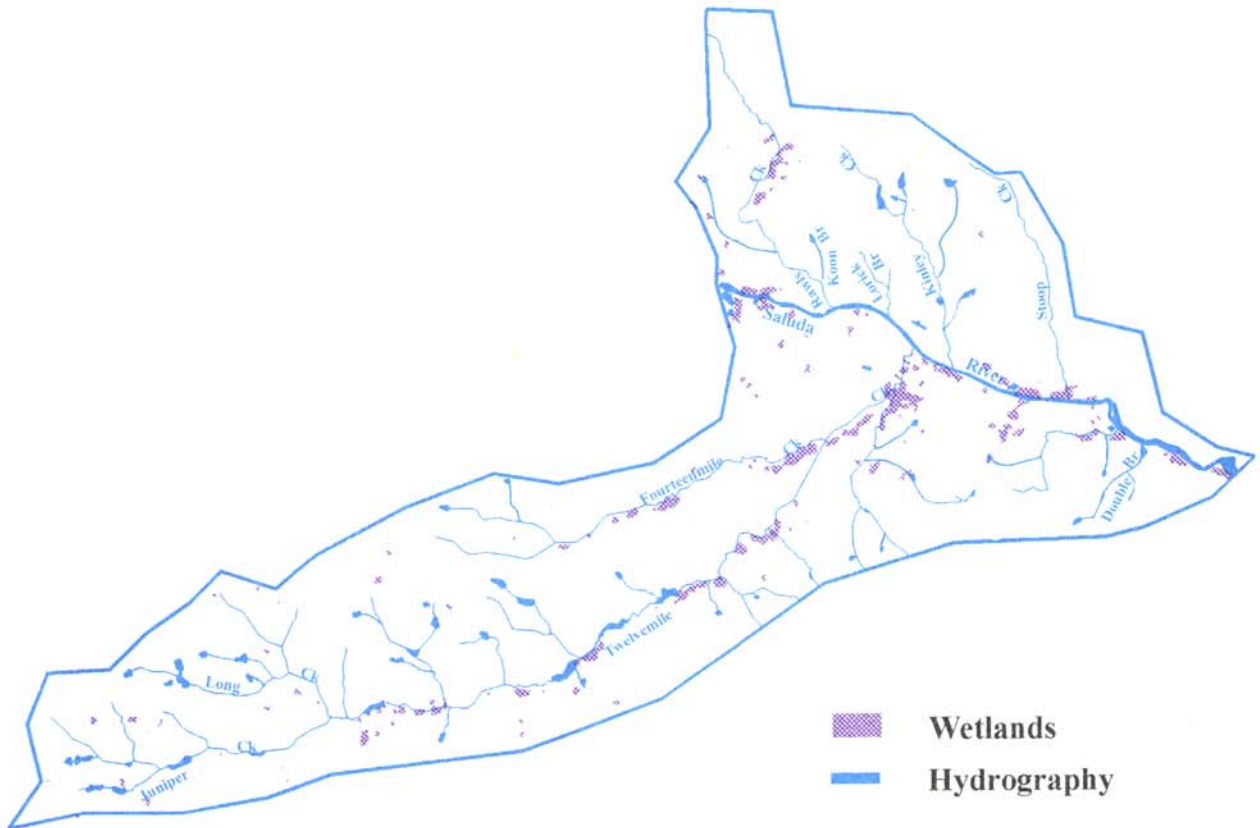 Ck
Ck
Ck
Rawls
Koon Br
Lorick Br
Kinley
Stoop
Saluda
River
Ck
Ck
Fourteenmile
Double Br
Twelvemile
Long
Ck
Ck
Juniper
Wetlands
Hydrography